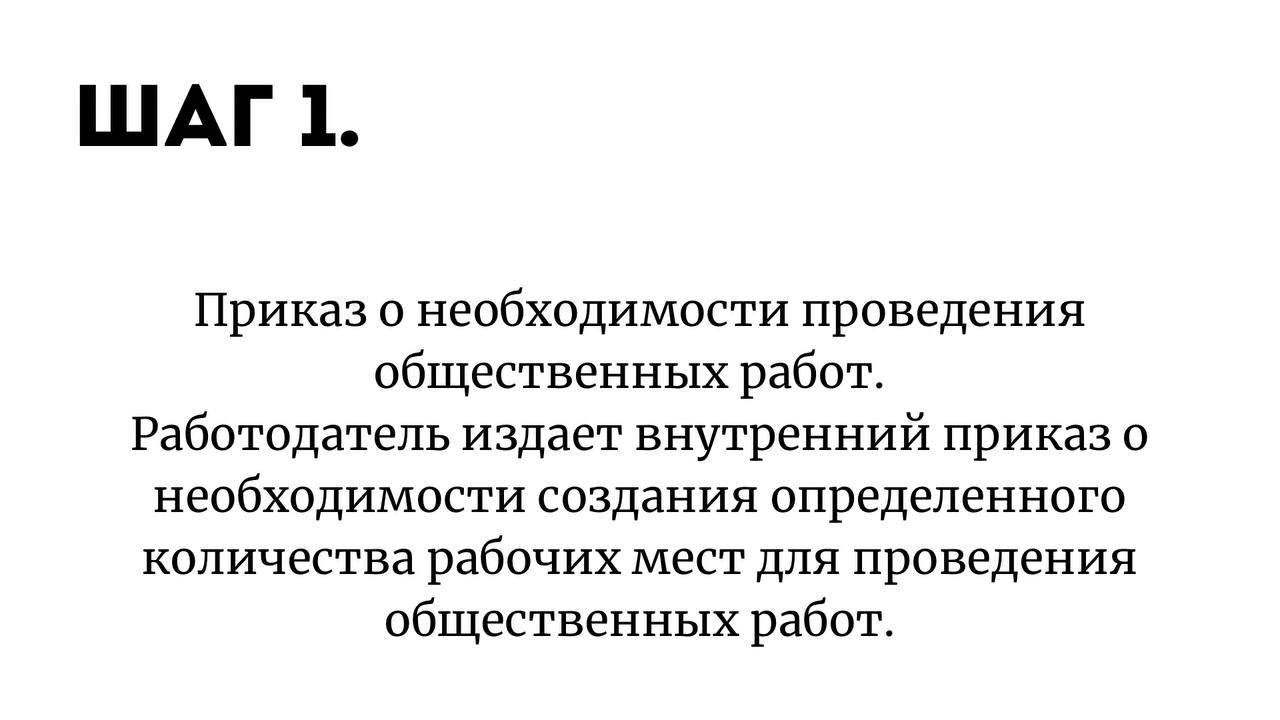 ШАГ 1.
Приказ о необходимости проведения
общественных работ.
Работодатель издает внутренний приказ о
необходимости создания определенного
количества рабочих мест для проведения
общественных работ.